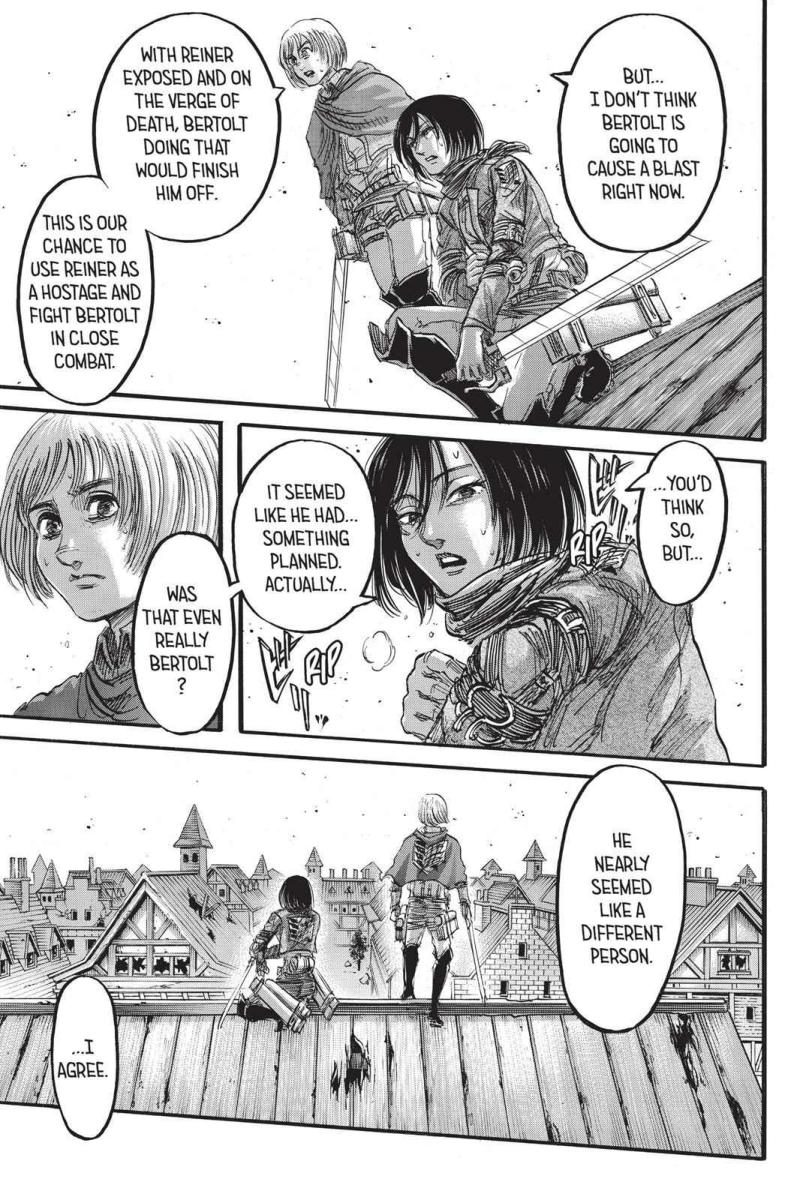 BUT...
I DON'T THINK
BERTOLT IS
GOING TO
CAUSE A BLAST
RIGHT NOW.
WITH REINER
EXPOSED AND ON
THE VERGE OF
DEATH, BERTOLT
DOING THAT
WOULD FINISH
HIM OFF.
THIS IS OUR
CHANCE TO
USE REINER AS
A HOSTAGE AND
FIGHT BERTOLT
IN CLOSE
COMBAT.
...YOU'D
THINK
SO,
BUT...
RIP
IT SEEMED
LIKE HE HAD...
SOMETHING
PLANNED.
ACTUALLY...
RIP
WAS
THAT EVEN
REALLY
BERTOLT
?
HE
NEARLY
SEEMED
LIKE A
DIFFERENT
PERSON.
...I
AGREE.